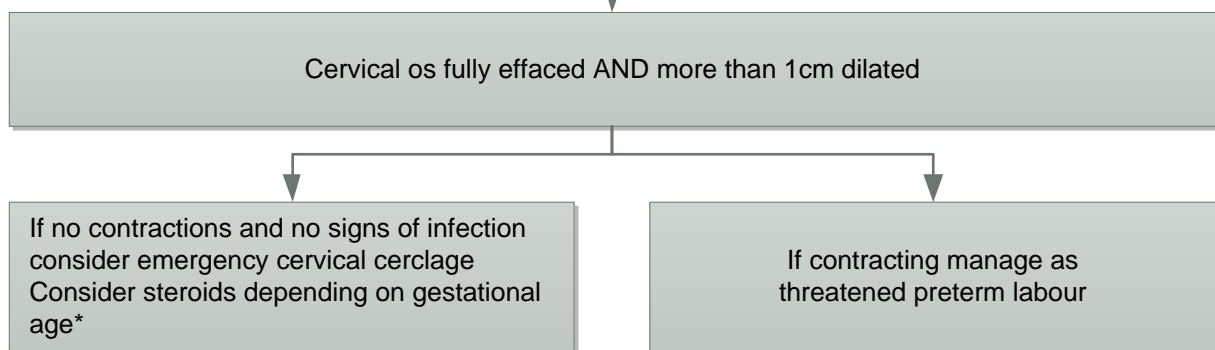 Cervical os fully effaced AND more than 1cm dilated
If no contractions and no signs of infection
consider emergency cervical cerclage
Consider steroids depending on gestational
age*
If contracting manage as
threatened preterm labour